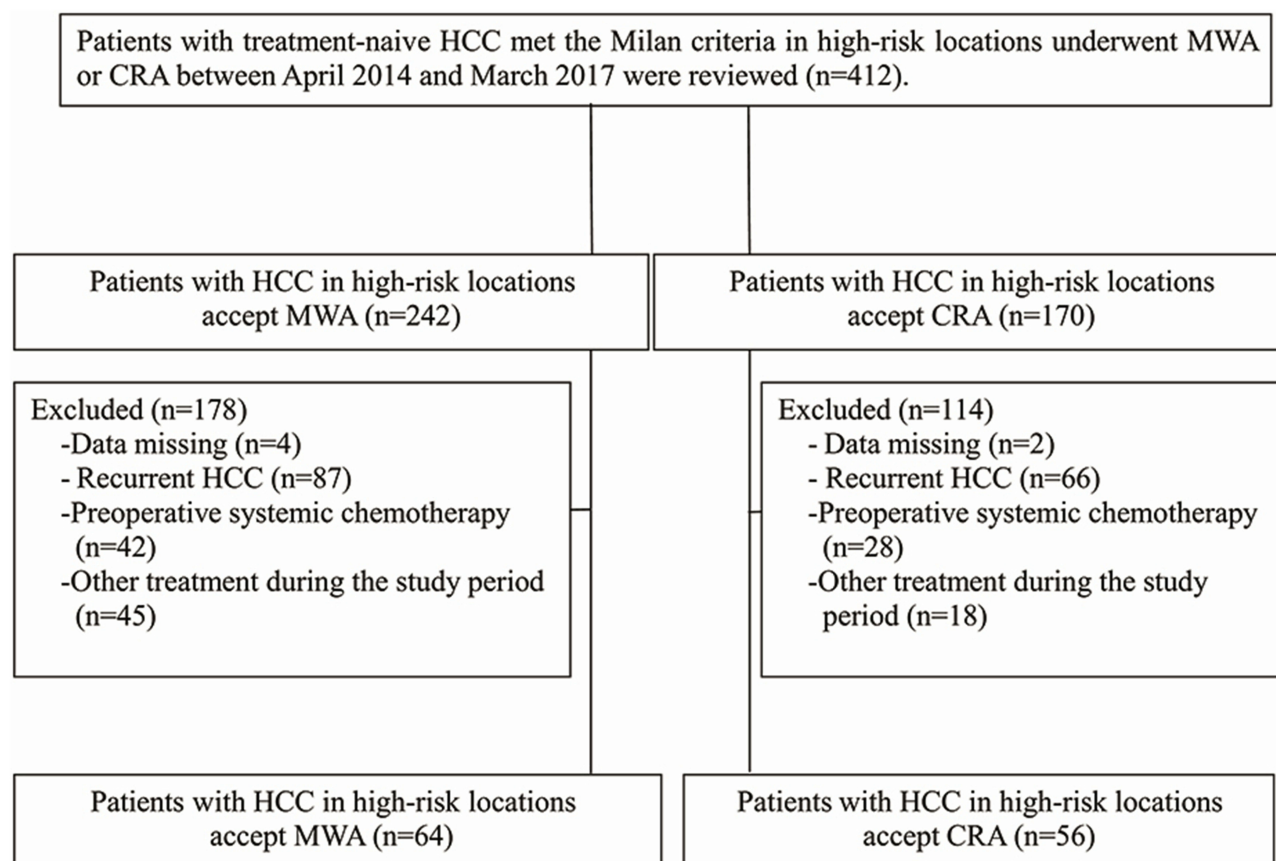 Patients with treatment-naive HCC met the Milan criteria in high-risk locations underwent MWA
or CRA between April 2014 and March 2017 were reviewed (n=412).
Patients with HCC in high-risk locations
accept MWA (n=242)
Patients with HCC in high-risk locations
accept CRA (n=170)
Excluded (n=178)
-Data missing (n=4)
- Recurrent HCC (n=87)
-Preoperative systemic chemotherapy
(n=42)
-Other treatment during the study period
(n=45)
Excluded (n=114)
- Data missing (n=2)
- Recurrent HCC (n=66)
-Preoperative systemic chemotherapy
(n=28)
-Other treatment during the study
period (n=18)
Patients with HCC in high-risk locations
accept MWA (n=64)
Patients with HCC in high-risk locations
accept CRA (n=56)